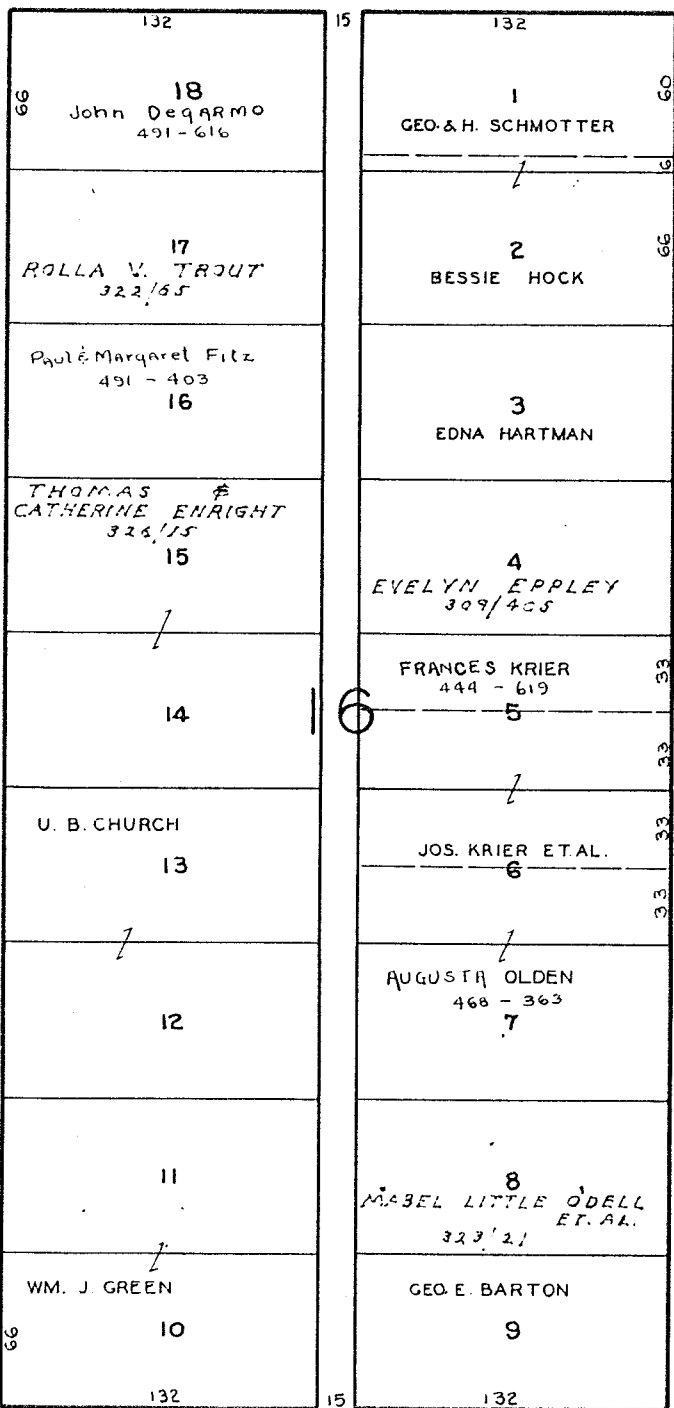 132
66
18
John DeGARMO
491-616
17
ROLLA V. TROUT
322/65
Paul & Margaret Fitz
491 - 403
16
THOMAS &
CATHERINE ENRIGHT
326/15
15
14
U. B. CHURCH
13
12
11
WM. J. GREEN
10
66
132
15
16
15
132
1
60
GEO. & H. SCHMOTTER
6
2
66
BESSIE HOCK
3
EDNA HARTMAN
4
EVELYN EPPLEY
309/405
FRANCES KRIER
444 - 619
33
5
33
33
JOS. KRIER ET. AL.
6
33
AUGUSTA OLDEN
468 - 363
7
8
MABEL LITTLE O'DELL
ET. AL.
323/21
GEO. E. BARTON
9
132